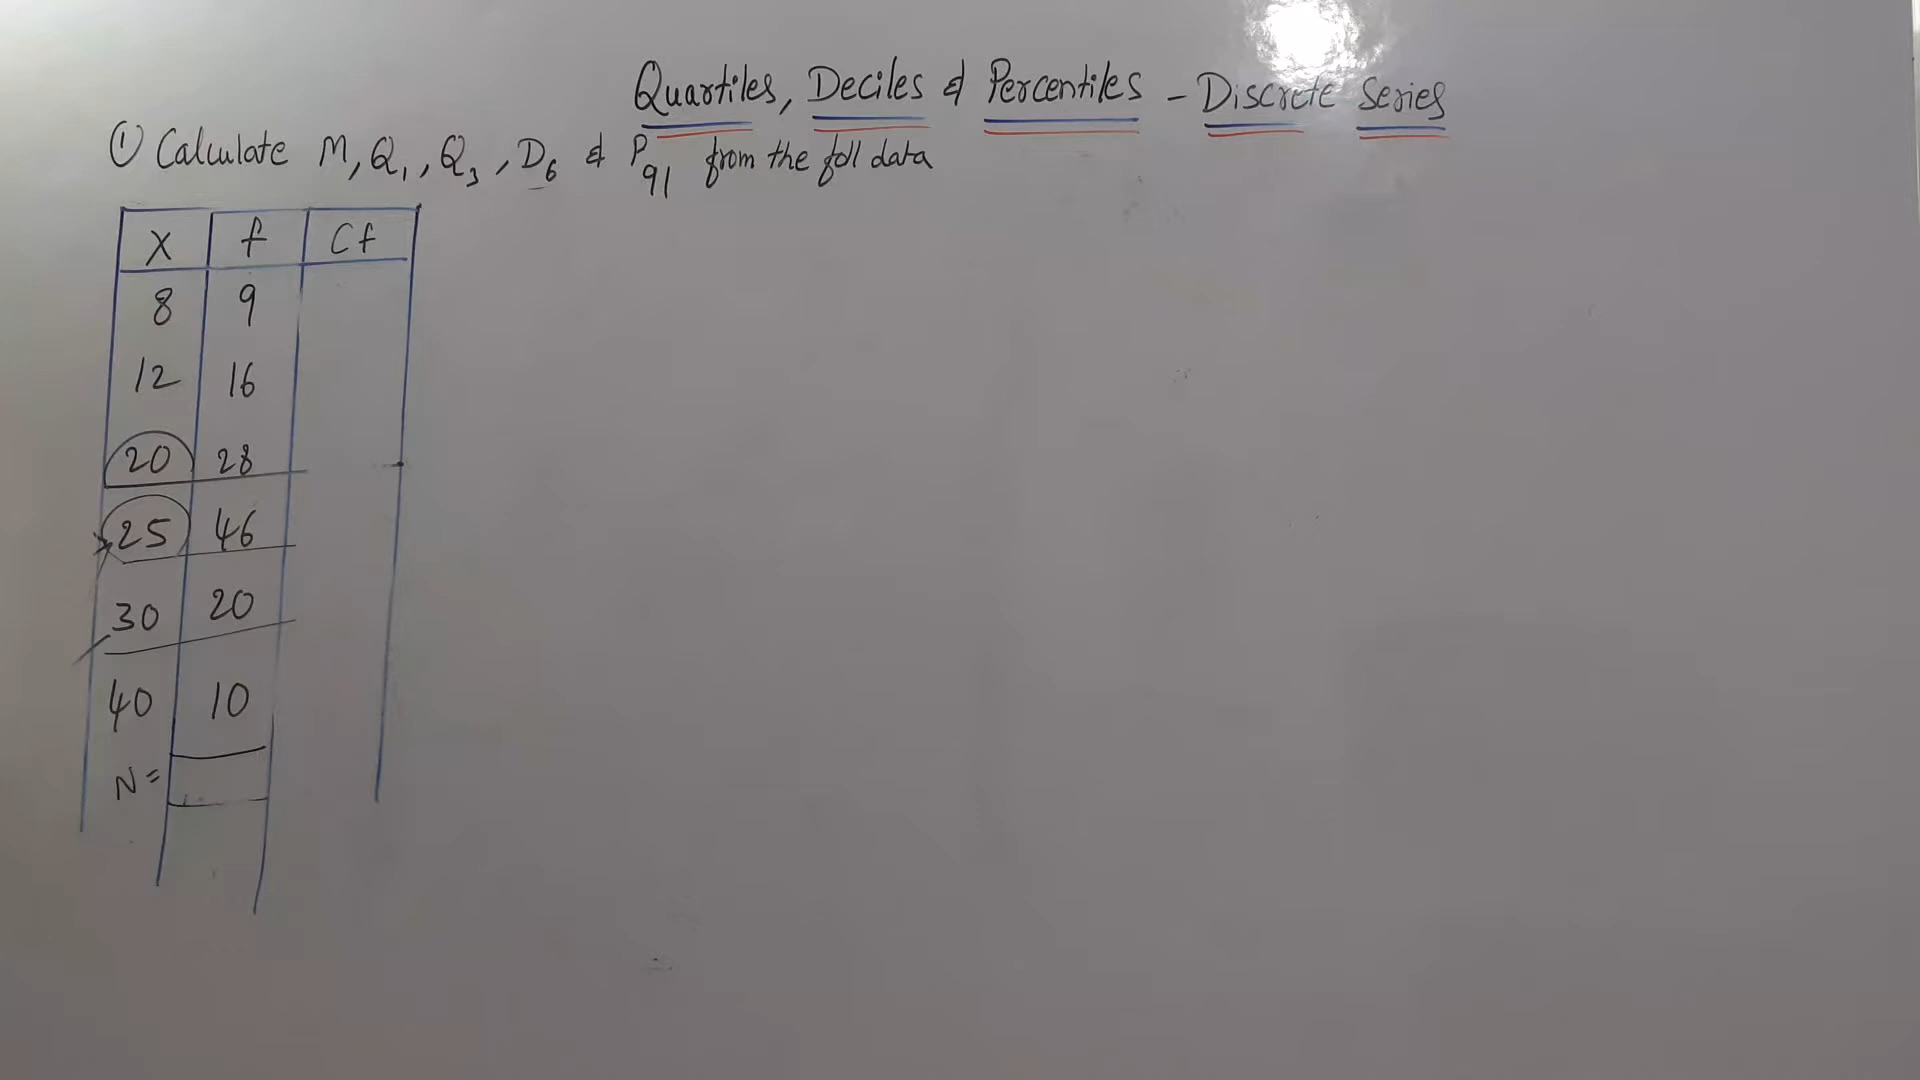 Quartiles, Deciles & Percentiles - Discrete Series
① Calculate M, Q₁, Q₃, D₆ & P₉₁ from the foll data
X f Cf
8 9
12 16
20 28
25 46
30 20
40 10
N =